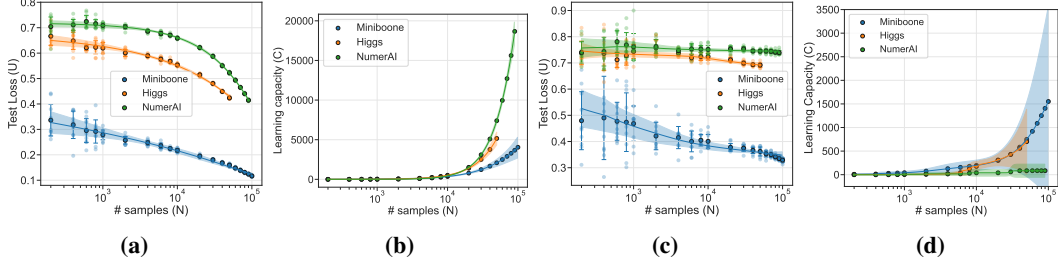 0.8
0.7
0.6
0.5
0.4
0.3
0.2
0.1
Test Loss (U)
Miniboone
Higgs
NumerAI
10³ 10⁴ 10⁵
# samples (N)
(a)
20000
15000
10000
5000
0
Learning capacity (C)
Miniboone
Higgs
NumerAI
10³ 10⁴ 10⁵
# samples (N)
(b)
0.9
0.8
0.7
0.6
0.5
0.4
0.3
Test Loss (U)
Miniboone
Higgs
NumerAI
10³ 10⁴ 10⁵
# samples (N)
(c)
3500
3000
2500
2000
1500
1000
500
0
Learning Capacity (C)
Miniboone
Higgs
NumerAI
10³ 10⁴ 10⁵
# samples (N)
(d)